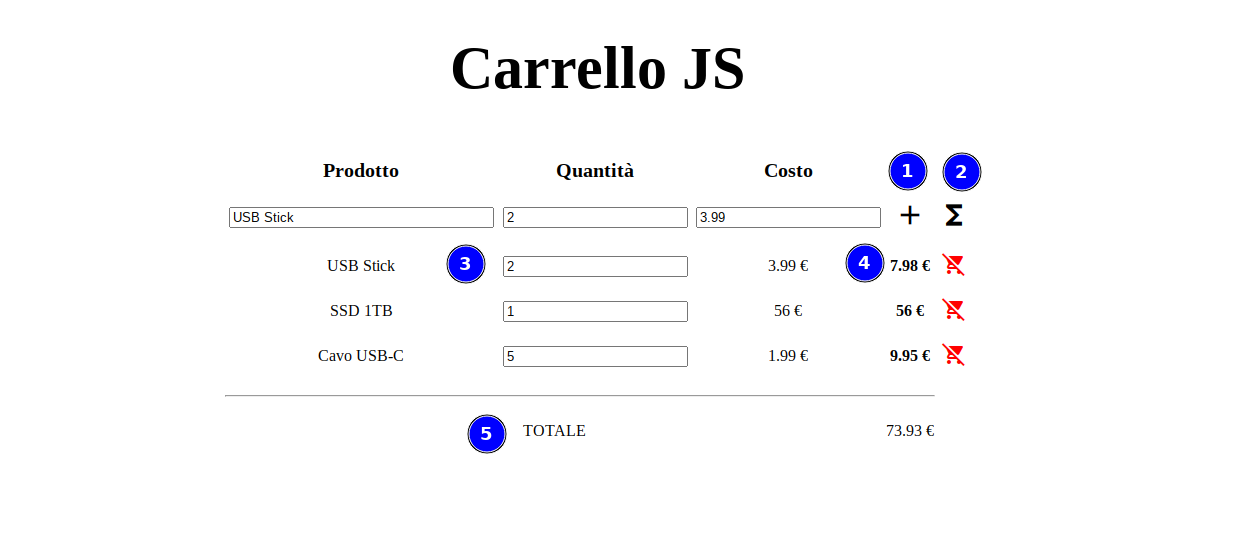 Carrello JS
Prodotto Quantità Costo 1 2
USB Stick 2 3.99 + Σ
USB Stick 3 2 3.99 € 4 7.98 €
SSD 1TB 1 56 € 56 €
Cavo USB-C 5 1.99 € 9.95 €
5 TOTALE 73.93 €